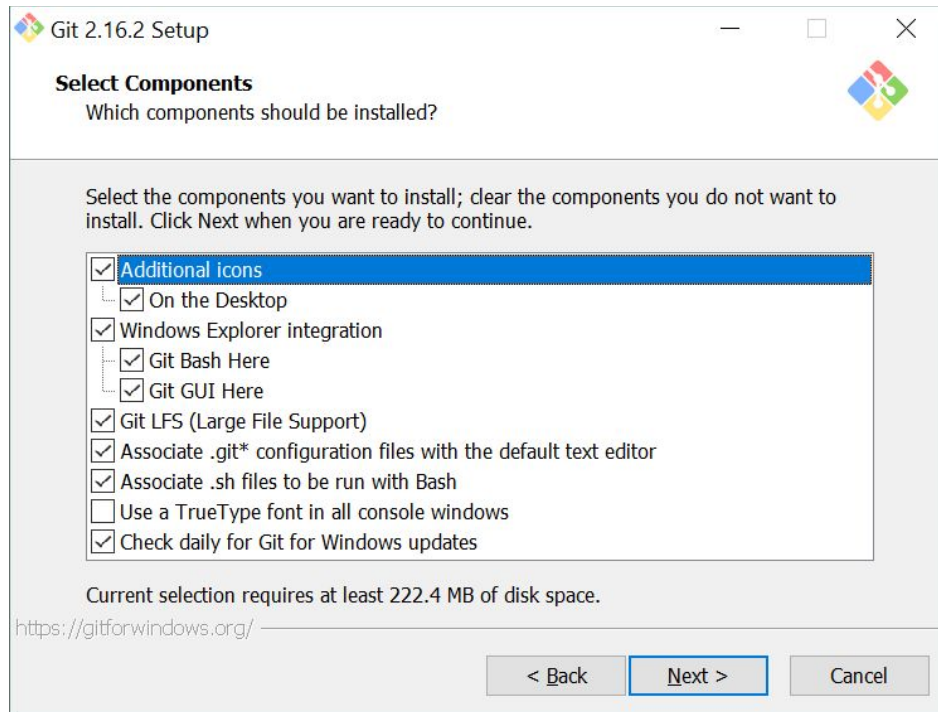 Git 2.16.2 Setup
Select Components
Which components should be installed?
Select the components you want to install; clear the components you do not want to
install. Click Next when you are ready to continue.
Additional icons
On the Desktop
Windows Explorer integration
Git Bash Here
Git GUI Here
Git LFS (Large File Support)
Associate .git* configuration files with the default text editor
Associate .sh files to be run with Bash
Use a TrueType font in all console windows
Check daily for Git for Windows updates
Current selection requires at least 222.4 MB of disk space.
https://gitforwindows.org/
< Back Next > Cancel